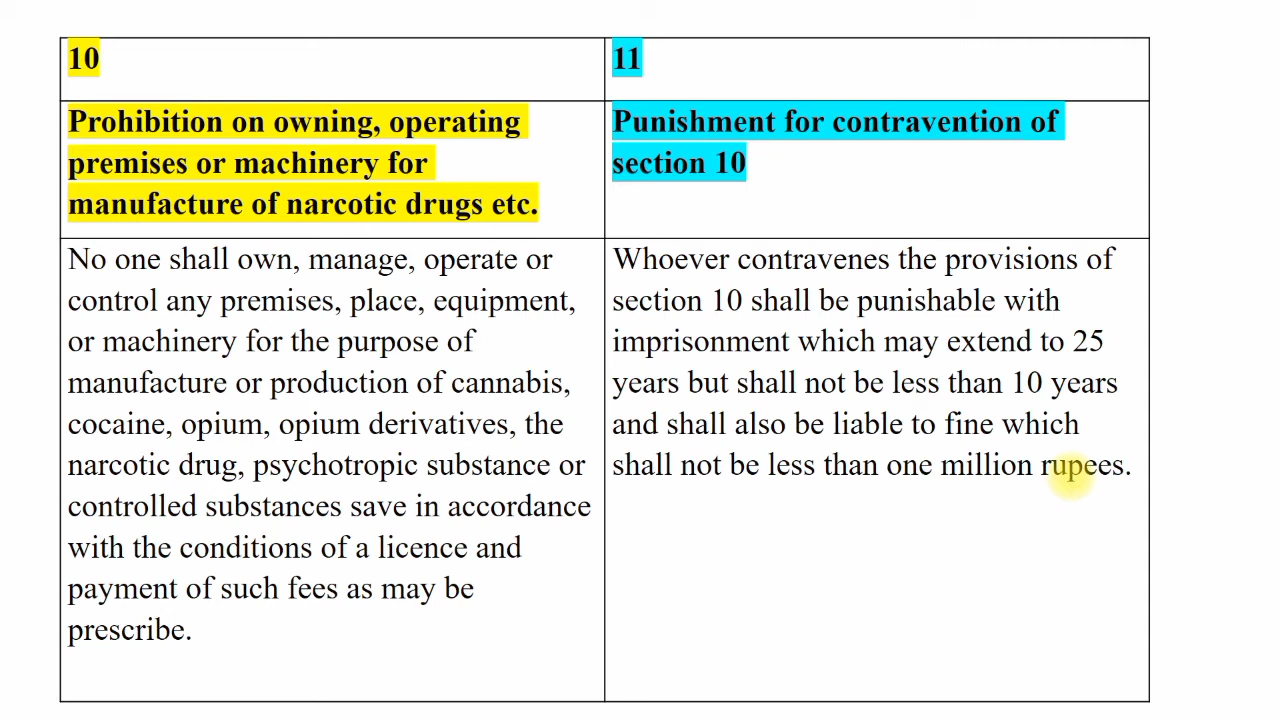 10
11
Prohibition on owning, operating
premises or machinery for
manufacture of narcotic drugs etc.
Punishment for contravention of
section 10
No one shall own, manage, operate or
control any premises, place, equipment,
or machinery for the purpose of
manufacture or production of cannabis,
cocaine, opium, opium derivatives, the
narcotic drug, psychotropic substance or
controlled substances save in accordance
with the conditions of a licence and
payment of such fees as may be
prescribe.
Whoever contravenes the provisions of
section 10 shall be punishable with
imprisonment which may extend to 25
years but shall not be less than 10 years
and shall also be liable to fine which
shall not be less than one million rupees.